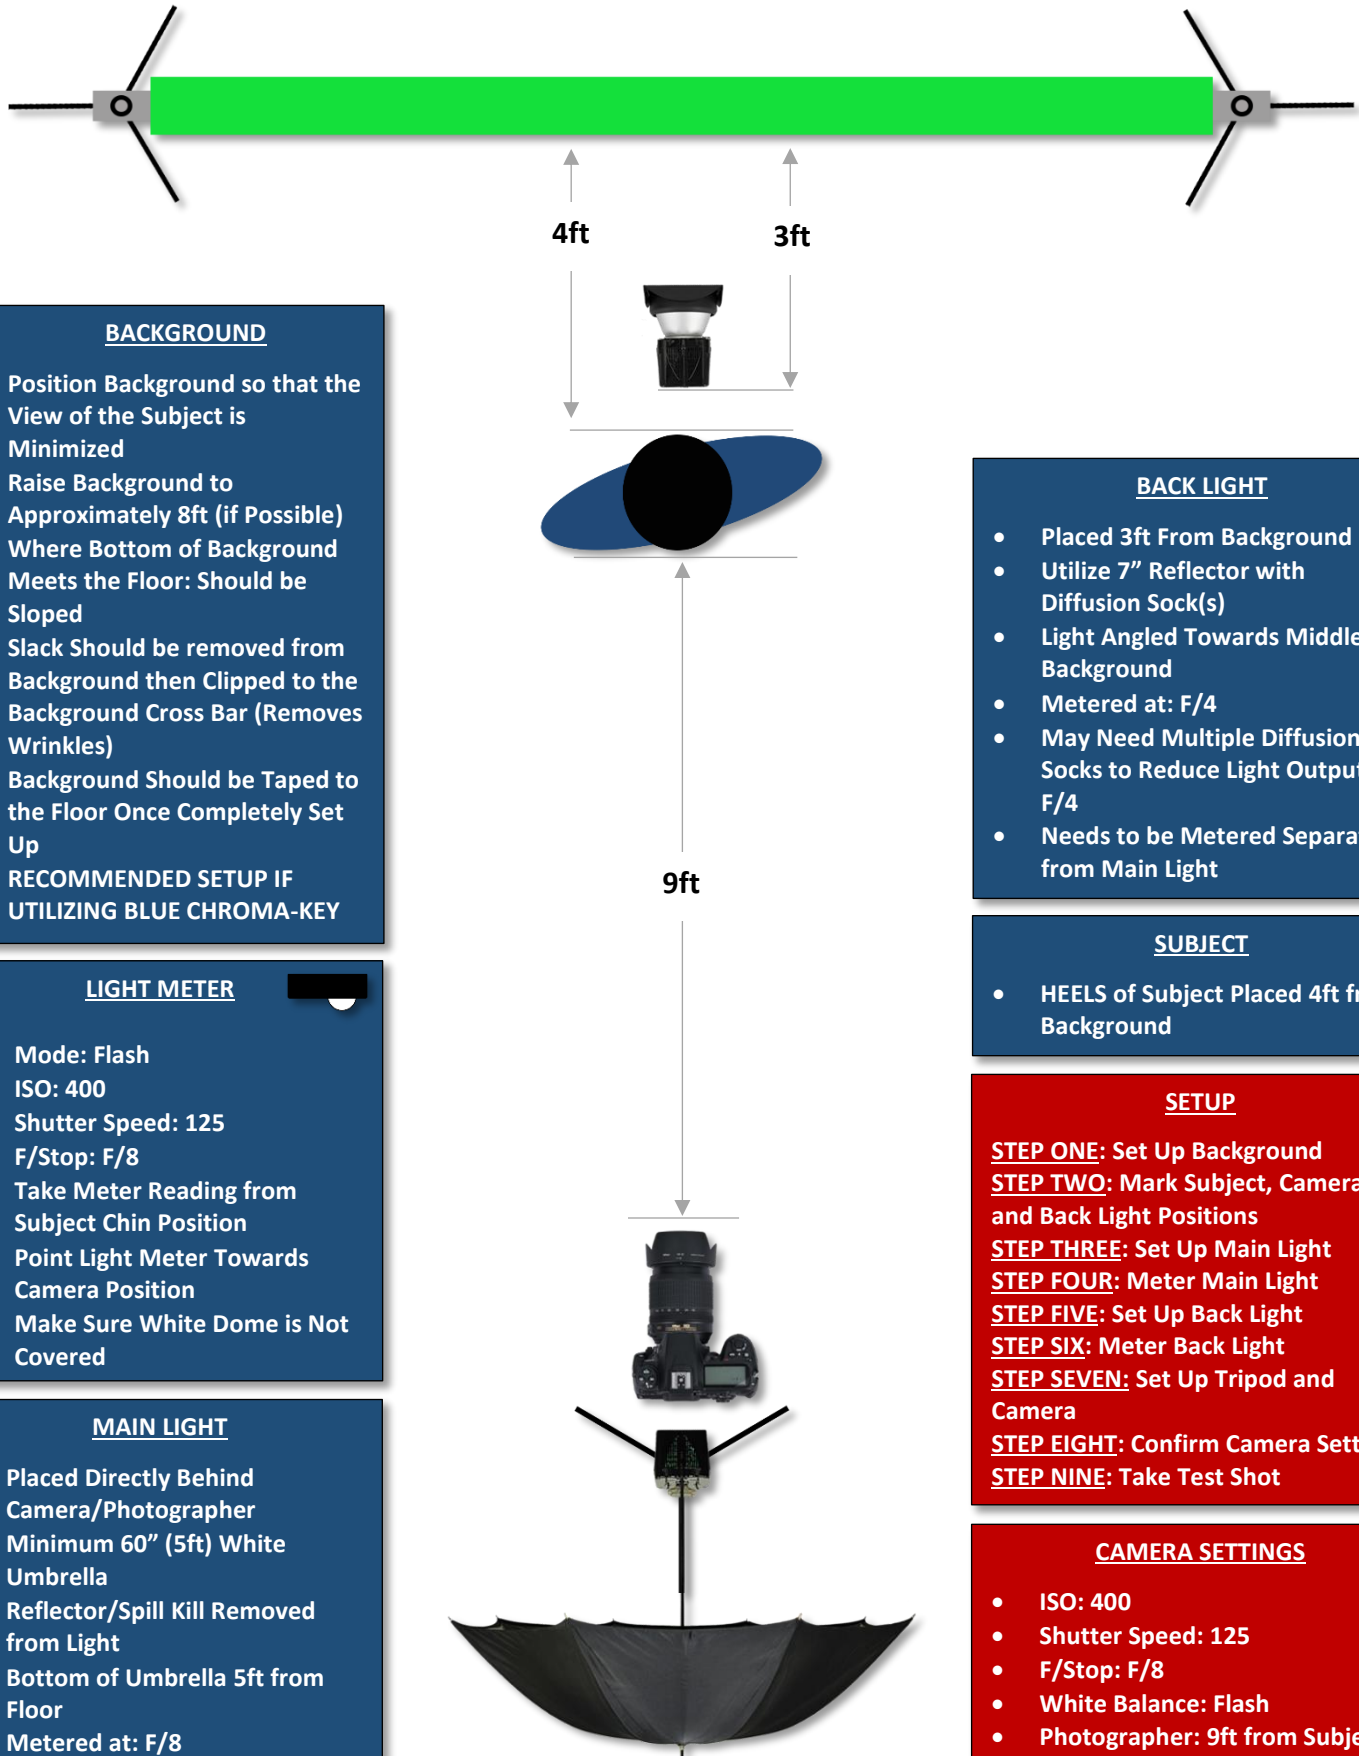 4ft
3ft
BACKGROUND
Position Background so that the
View of the Subject is
Minimized
Raise Background to
Approximately 8ft (if Possible)
Where Bottom of Background
Meets the Floor: Should be
Sloped
Slack Should be removed from
Background then Clipped to the
Background Cross Bar (Removes
Wrinkles)
Background Should be Taped to
the Floor Once Completely Set
Up
RECOMMENDED SETUP IF
UTILIZING BLUE CHROMA-KEY
BACK LIGHT
• Placed 3ft From Background
• Utilize 7” Reflector with
Diffusion Sock(s)
• Light Angled Towards Middle
Background
• Metered at: F/4
• May Need Multiple Diffusion
Socks to Reduce Light Output
F/4
• Needs to be Metered
from Main Light
9ft
SUBJECT
• HEELS of Subject Placed 4ft
Background
LIGHT METER
Mode: Flash
ISO: 400
Shutter Speed: 125
F/Stop: F/8
Take Meter Reading from
Subject Chin Position
Point Light Meter Towards
Camera Position
Make Sure White Dome is Not
Covered
SETUP
STEP ONE: Set Up Background
STEP TWO: Mark Subject, Camera
and Back Light Positions
STEP THREE: Set Up Main Light
STEP FOUR: Meter Main Light
STEP FIVE: Set Up Back Light
STEP SIX: Meter Back Light
STEP SEVEN: Set Up Tripod and
Camera
STEP EIGHT: Confirm Camera
STEP NINE: Take Test Shot
MAIN LIGHT
Placed Directly Behind
Camera/Photographer
Minimum 60” (5ft) White
Umbrella
Reflector/Spill Kill Removed
from Light
Bottom of Umbrella 5ft from
Floor
Metered at: F/8
CAMERA SETTINGS
• ISO: 400
• Shutter Speed: 125
• F/Stop: F/8
• White Balance: Flash
• Photographer: 9ft from